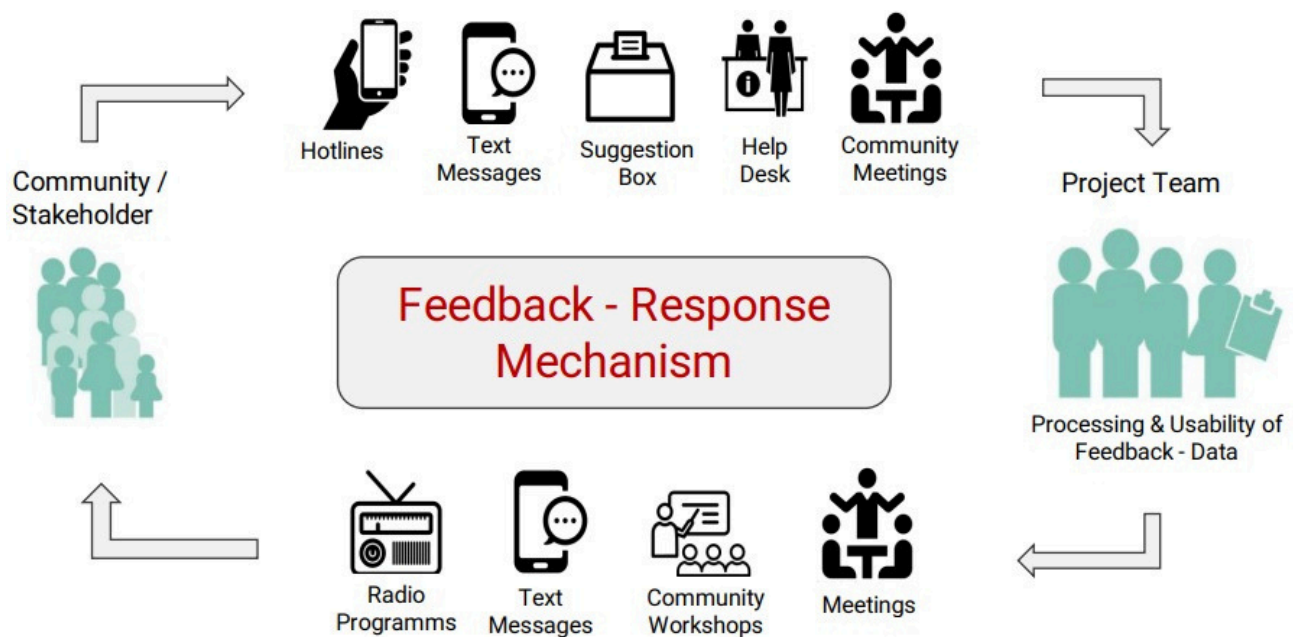 Hotlines
Text
Messages
Suggestion
Box
Help
Desk
Community
Meetings
Community /
Stakeholder
Project Team
Feedback - Response
Mechanism
Processing & Usability of
Feedback - Data
Radio
Programms
Text
Messages
Community
Workshops
Meetings